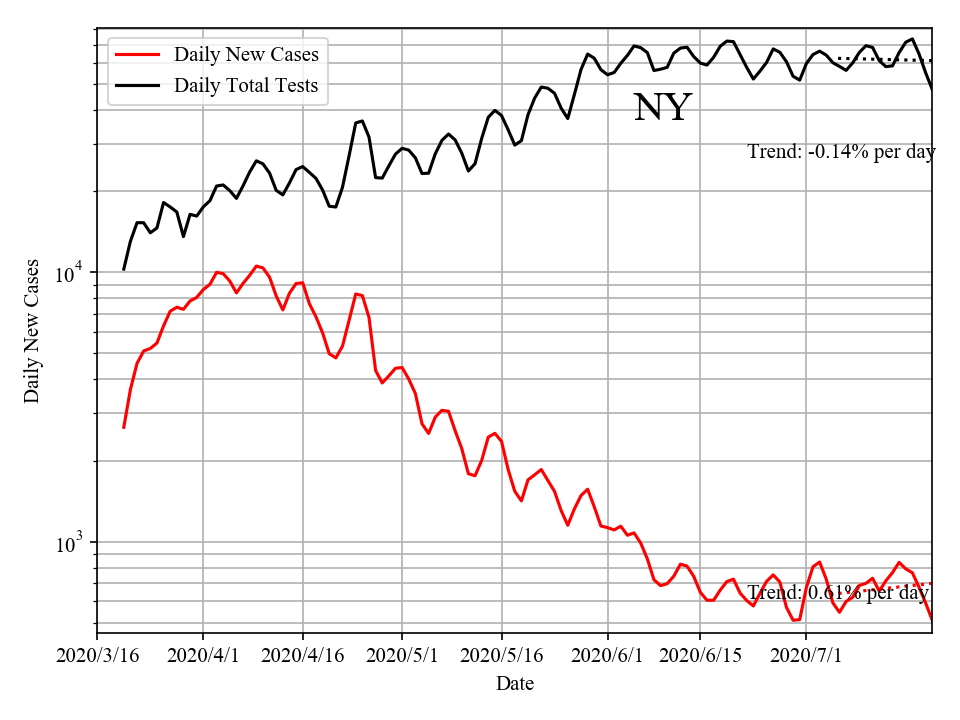 Daily New Cases
Daily Total Tests
NY
Trend: -0.14% per day
10^4
Daily New Cases
10^3
Trend: 0.61% per day
2020/3/16 2020/4/1 2020/4/16 2020/5/1 2020/5/16 2020/6/1 2020/6/15 2020/7/1
Date